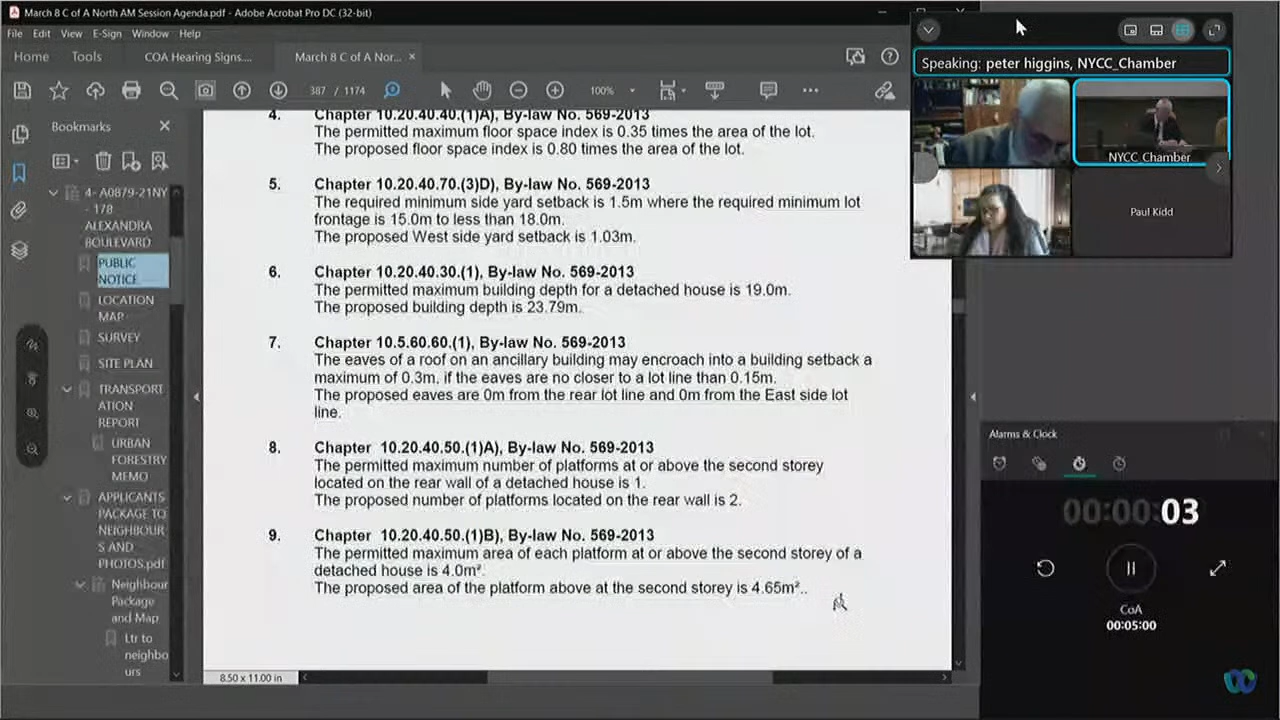 March 8 C of A North AM Session Agenda.pdf - Adobe Acrobat Pro DC (32-bit)
File Edit View E-Sign Window Help
Home Tools COA Hearing Signs.... March 8 C of A Nor... ×
387 / 1174 100%
Bookmarks
4- A0879-21NY
- 178
ALEXANDRA
BOULEVARD
PUBLIC
NOTICE
LOCATION
MAP
SURVEY
SITE PLAN
TRANSPORT
ATION
REPORT
URBAN
FORESTRY
MEMO
APPLICANTS
PACKAGE TO
NEIGHBOUR
S AND
PHOTOS.pdf
Neighbour
Package
and Map
Ltr to
neighbo
urs
4. Chapter 10.20.40.40.(1)A), By-law No. 569-2013
The permitted maximum floor space index is 0.35 times the area of the lot.
The proposed floor space index is 0.80 times the area of the lot.
5. Chapter 10.20.40.70.(3)D), By-law No. 569-2013
The required minimum side yard setback is 1.5m where the required minimum lot
frontage is 15.0m to less than 18.0m.
The proposed West side yard setback is 1.03m.
6. Chapter 10.20.40.30.(1), By-law No. 569-2013
The permitted maximum building depth for a detached house is 19.0m.
The proposed building depth is 23.79m.
7. Chapter 10.5.60.60.(1), By-law No. 569-2013
The eaves of a roof on an ancillary building may encroach into a building setback a
maximum of 0.3m, if the eaves are no closer to a lot line than 0.15m.
The proposed eaves are 0m from the rear lot line and 0m from the East side lot
line.
8. Chapter 10.20.40.50.(1)A), By-law No. 569-2013
The permitted maximum number of platforms at or above the second storey
located on the rear wall of a detached house is 1.
The proposed number of platforms located on the rear wall is 2.
9. Chapter 10.20.40.50.(1)B), By-law No. 569-2013
The permitted maximum area of each platform at or above the second storey of a
detached house is 4.0m².
The proposed area of the platform above at the second storey is 4.65m²..
8.50 x 11.00 in
Speaking: peter higgins, NYCC_Chamber
NYCC_Chamber
Paul Kidd
Alarms & Clock
00:00:03
CoA
00:05:00